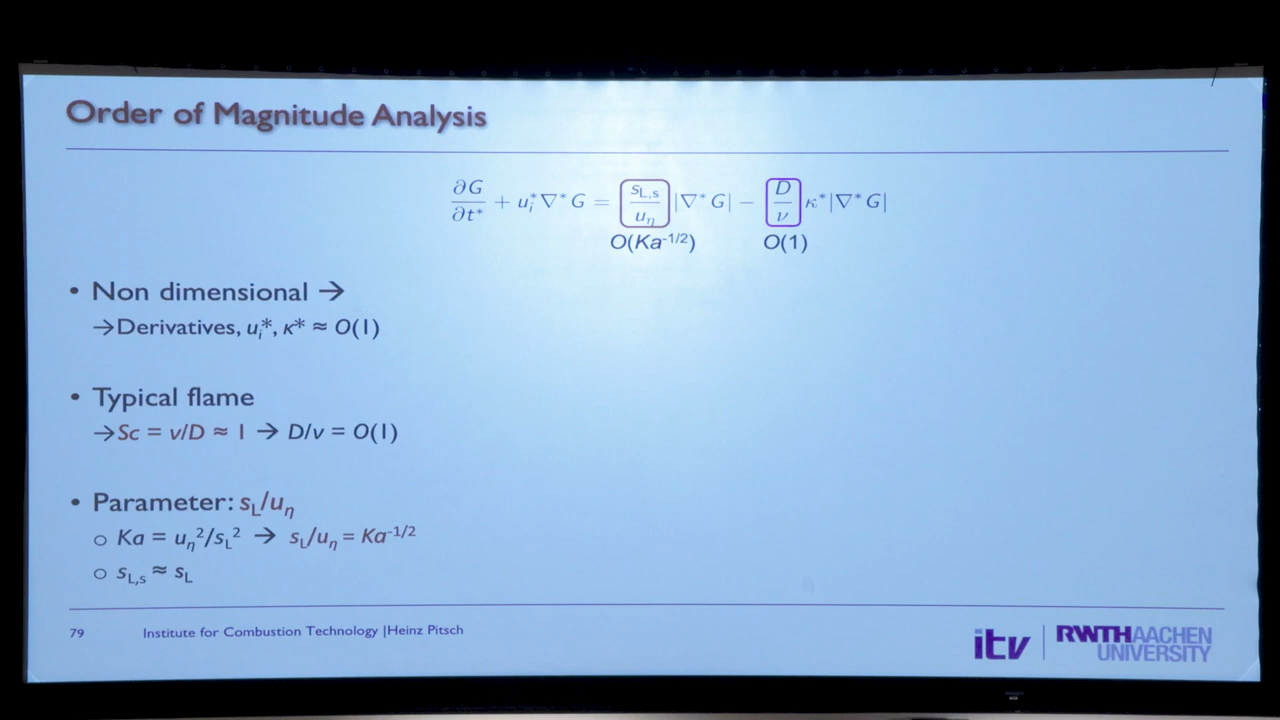 Order of Magnitude Analysis
∂G/∂t* + u_i*∇*G = s_L,s/u_η |∇*G| − D/ν κ*|∇*G|
O(Ka^-1/2) O(1)
• Non dimensional →
→Derivatives, u_i*, κ* ≈ O(1)
• Typical flame
→Sc = ν/D ≈ 1 → D/ν = O(1)
• Parameter: s_L/u_η
○ Ka = u_η²/s_L² → s_L/u_η = Ka^-1/2
○ s_L,s ≈ s_L
79 Institute for Combustion Technology |Heinz Pitsch
itv RWTHAACHEN
UNIVERSITY